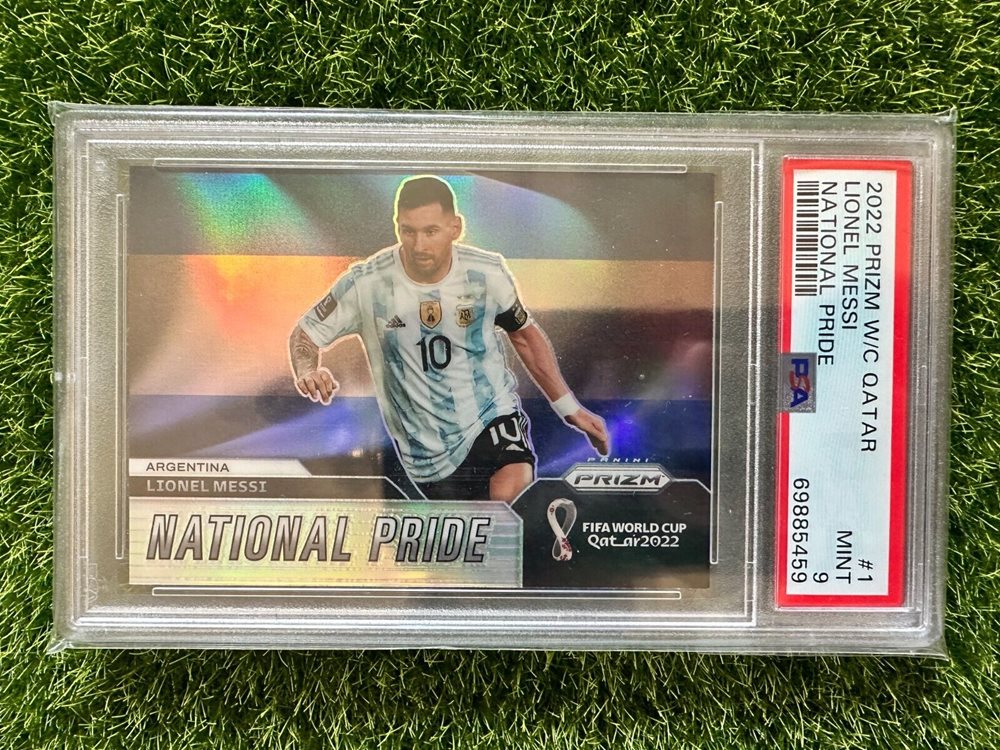 adidas
10
10
ARGENTINA
LIONEL MESSI
NATIONAL PRIDE
PANINI
PRIZM
FIFA WORLD CUP
Qatar2022
2022 PRIZM W/C QATAR
LIONEL MESSI
NATIONAL PRIDE
#1
MINT
9
69885459
PSA